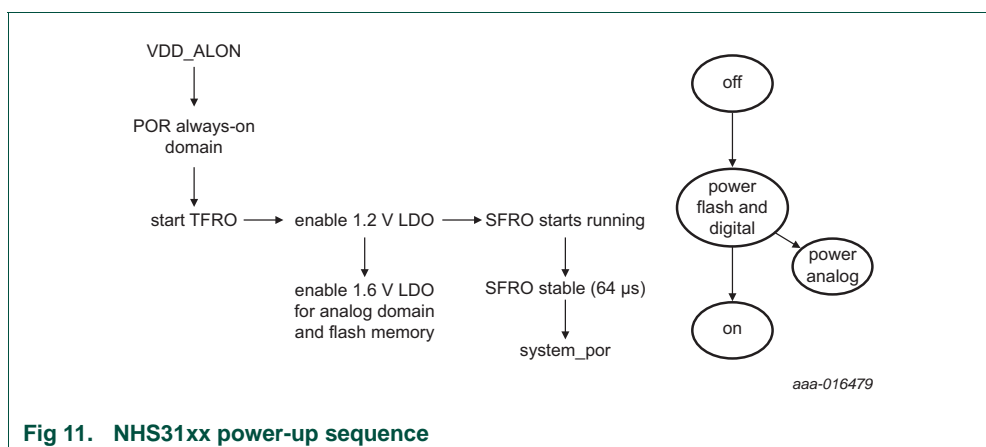 VDD_ALON
POR always-on
domain
start TFRO
enable 1.2 V LDO
SFRO starts running
enable 1.6 V LDO
for analog domain
and flash memory
SFRO stable (64 μs)
system_por
off
power
flash and
digital
power
analog
on
aaa-016479
Fig 11. NHS31xx power-up sequence